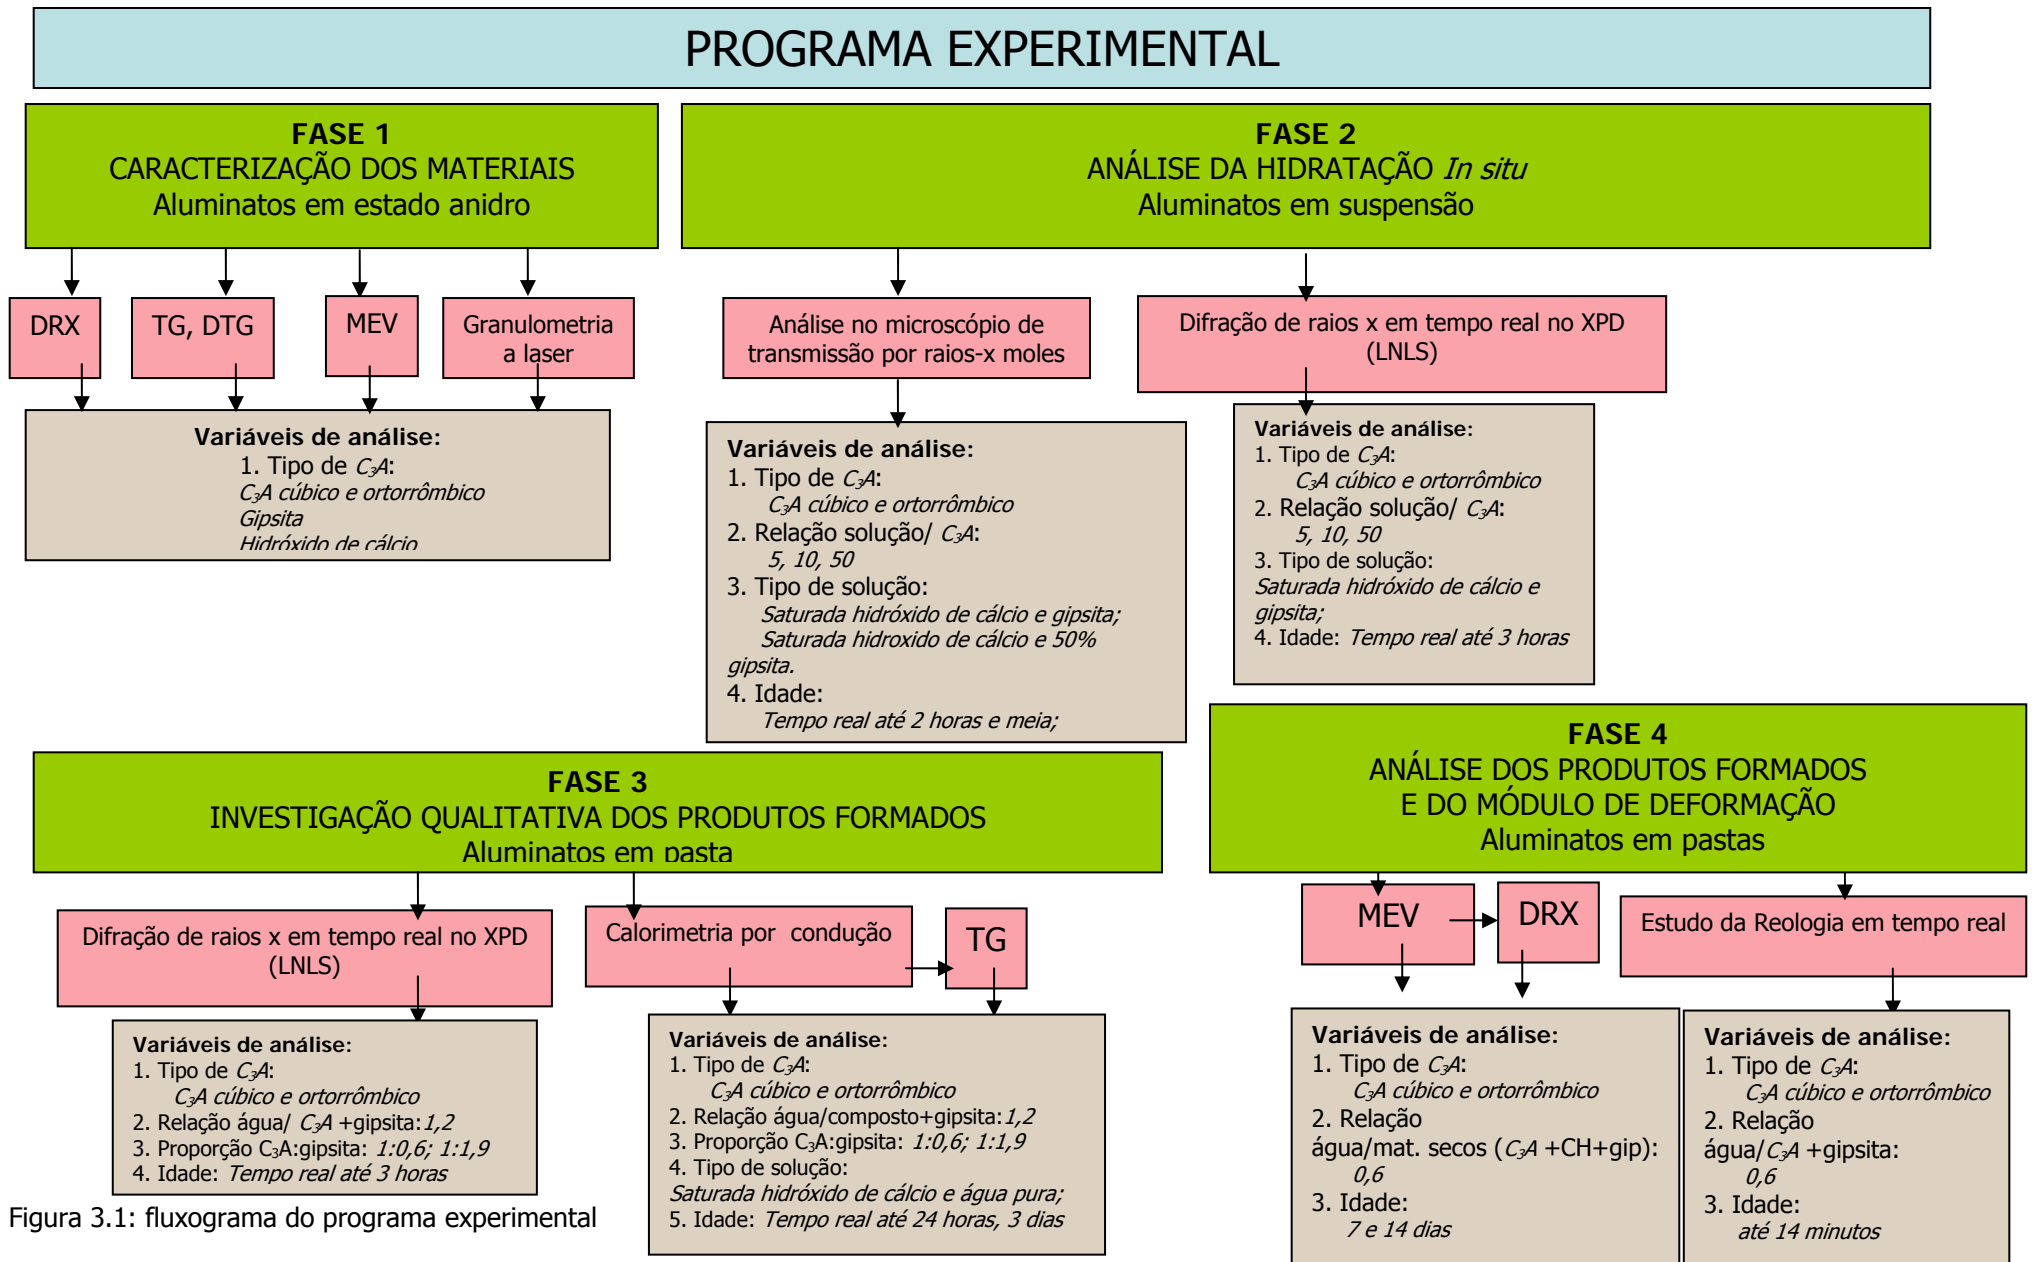 PROGRAMA EXPERIMENTAL
FASE 1
CARACTERIZAÇÃO DOS MATERIAIS
Aluminatos em estado anidro
FASE 2
ANÁLISE DA HIDRATAÇÃO In situ
Aluminatos em suspensão
DRX
TG, DTG
MEV
Granulometria
a laser
Análise no microscópio de
transmissão por raios-x moles
Difração de raios x em tempo real no XPD
(LNLS)
Variáveis de análise:
1. Tipo de C₃A:
C₃A cúbico e ortorrômbico
Gipsita
Hidróxido de cálcio
Variáveis de análise:
1. Tipo de C₃A:
C₃A cúbico e ortorrômbico
2. Relação solução/ C₃A:
5, 10, 50
3. Tipo de solução:
Saturada hidróxido de cálcio e gipsita;
Saturada hidroxido de cálcio e 50%
gipsita.
4. Idade:
Tempo real até 2 horas e meia;
Variáveis de análise:
1. Tipo de C₃A:
C₃A cúbico e ortorrômbico
2. Relação solução/ C₃A:
5, 10, 50
3. Tipo de solução:
Saturada hidróxido de cálcio e
gipsita;
4. Idade: Tempo real até 3 horas
FASE 3
INVESTIGAÇÃO QUALITATIVA DOS PRODUTOS FORMADOS
Aluminatos em pasta
FASE 4
ANÁLISE DOS PRODUTOS FORMADOS
E DO MÓDULO DE DEFORMAÇÃO
Aluminatos em pastas
Difração de raios x em tempo real no XPD
(LNLS)
Calorimetria por condução
TG
MEV
DRX
Estudo da Reologia em tempo real
Variáveis de análise:
1. Tipo de C₃A:
C₃A cúbico e ortorrômbico
2. Relação água/ C₃A +gipsita:1,2
3. Proporção C₃A:gipsita: 1:0,6; 1:1,9
4. Idade: Tempo real até 3 horas
Variáveis de análise:
1. Tipo de C₃A:
C₃A cúbico e ortorrômbico
2. Relação água/composto+gipsita:1,2
3. Proporção C₃A:gipsita: 1:0,6; 1:1,9
4. Tipo de solução:
Saturada hidróxido de cálcio e água pura;
5. Idade: Tempo real até 24 horas, 3 dias
Variáveis de análise:
1. Tipo de C₃A:
C₃A cúbico e ortorrômbico
2. Relação
água/mat. secos (C₃A +CH+gip):
0,6
3. Idade:
7 e 14 dias
Variáveis de análise:
1. Tipo de C₃A:
C₃A cúbico e ortorrômbico
2. Relação
água/C₃A +gipsita:
0,6
3. Idade:
até 14 minutos
Figura 3.1: fluxograma do programa experimental